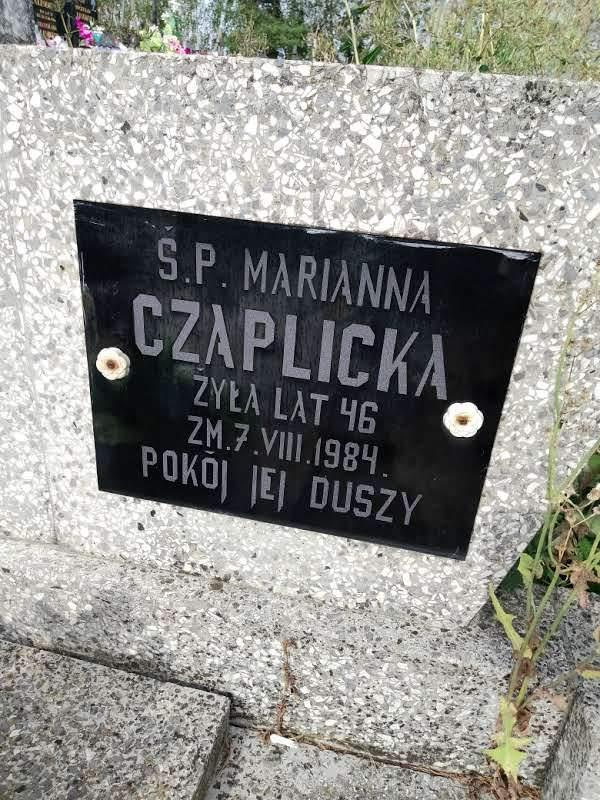 Ś.P. MARIANNA
CZAPLICKA
ŻYŁA LAT 46
ZM.7.VIII.1984.
POKÓJ JEJ DUSZY